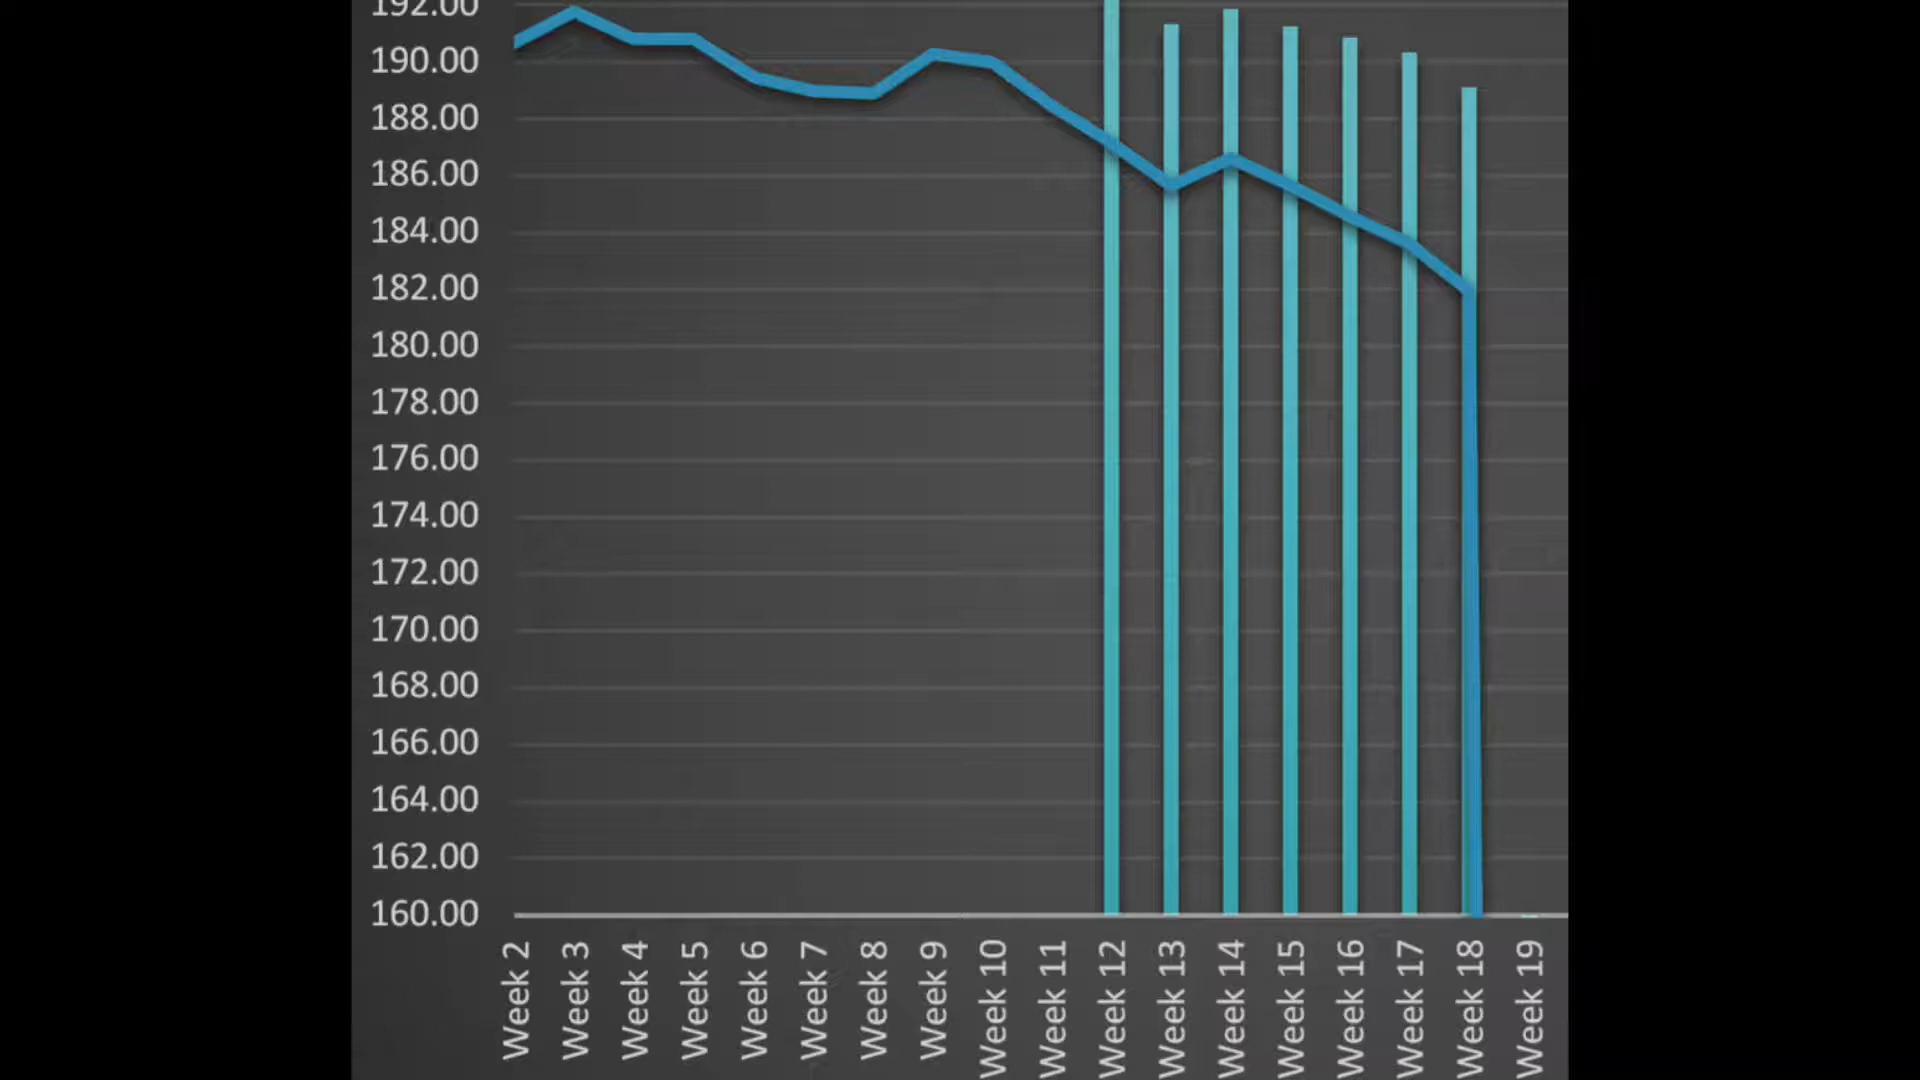 192.00
190.00
188.00
186.00
184.00
182.00
180.00
178.00
176.00
174.00
172.00
170.00
168.00
166.00
164.00
162.00
160.00
Week 2
Week 3
Week 4
Week 5
Week 6
Week 7
Week 8
Week 9
Week 10
Week 11
Week 12
Week 13
Week 14
Week 15
Week 16
Week 17
Week 18
Week 19